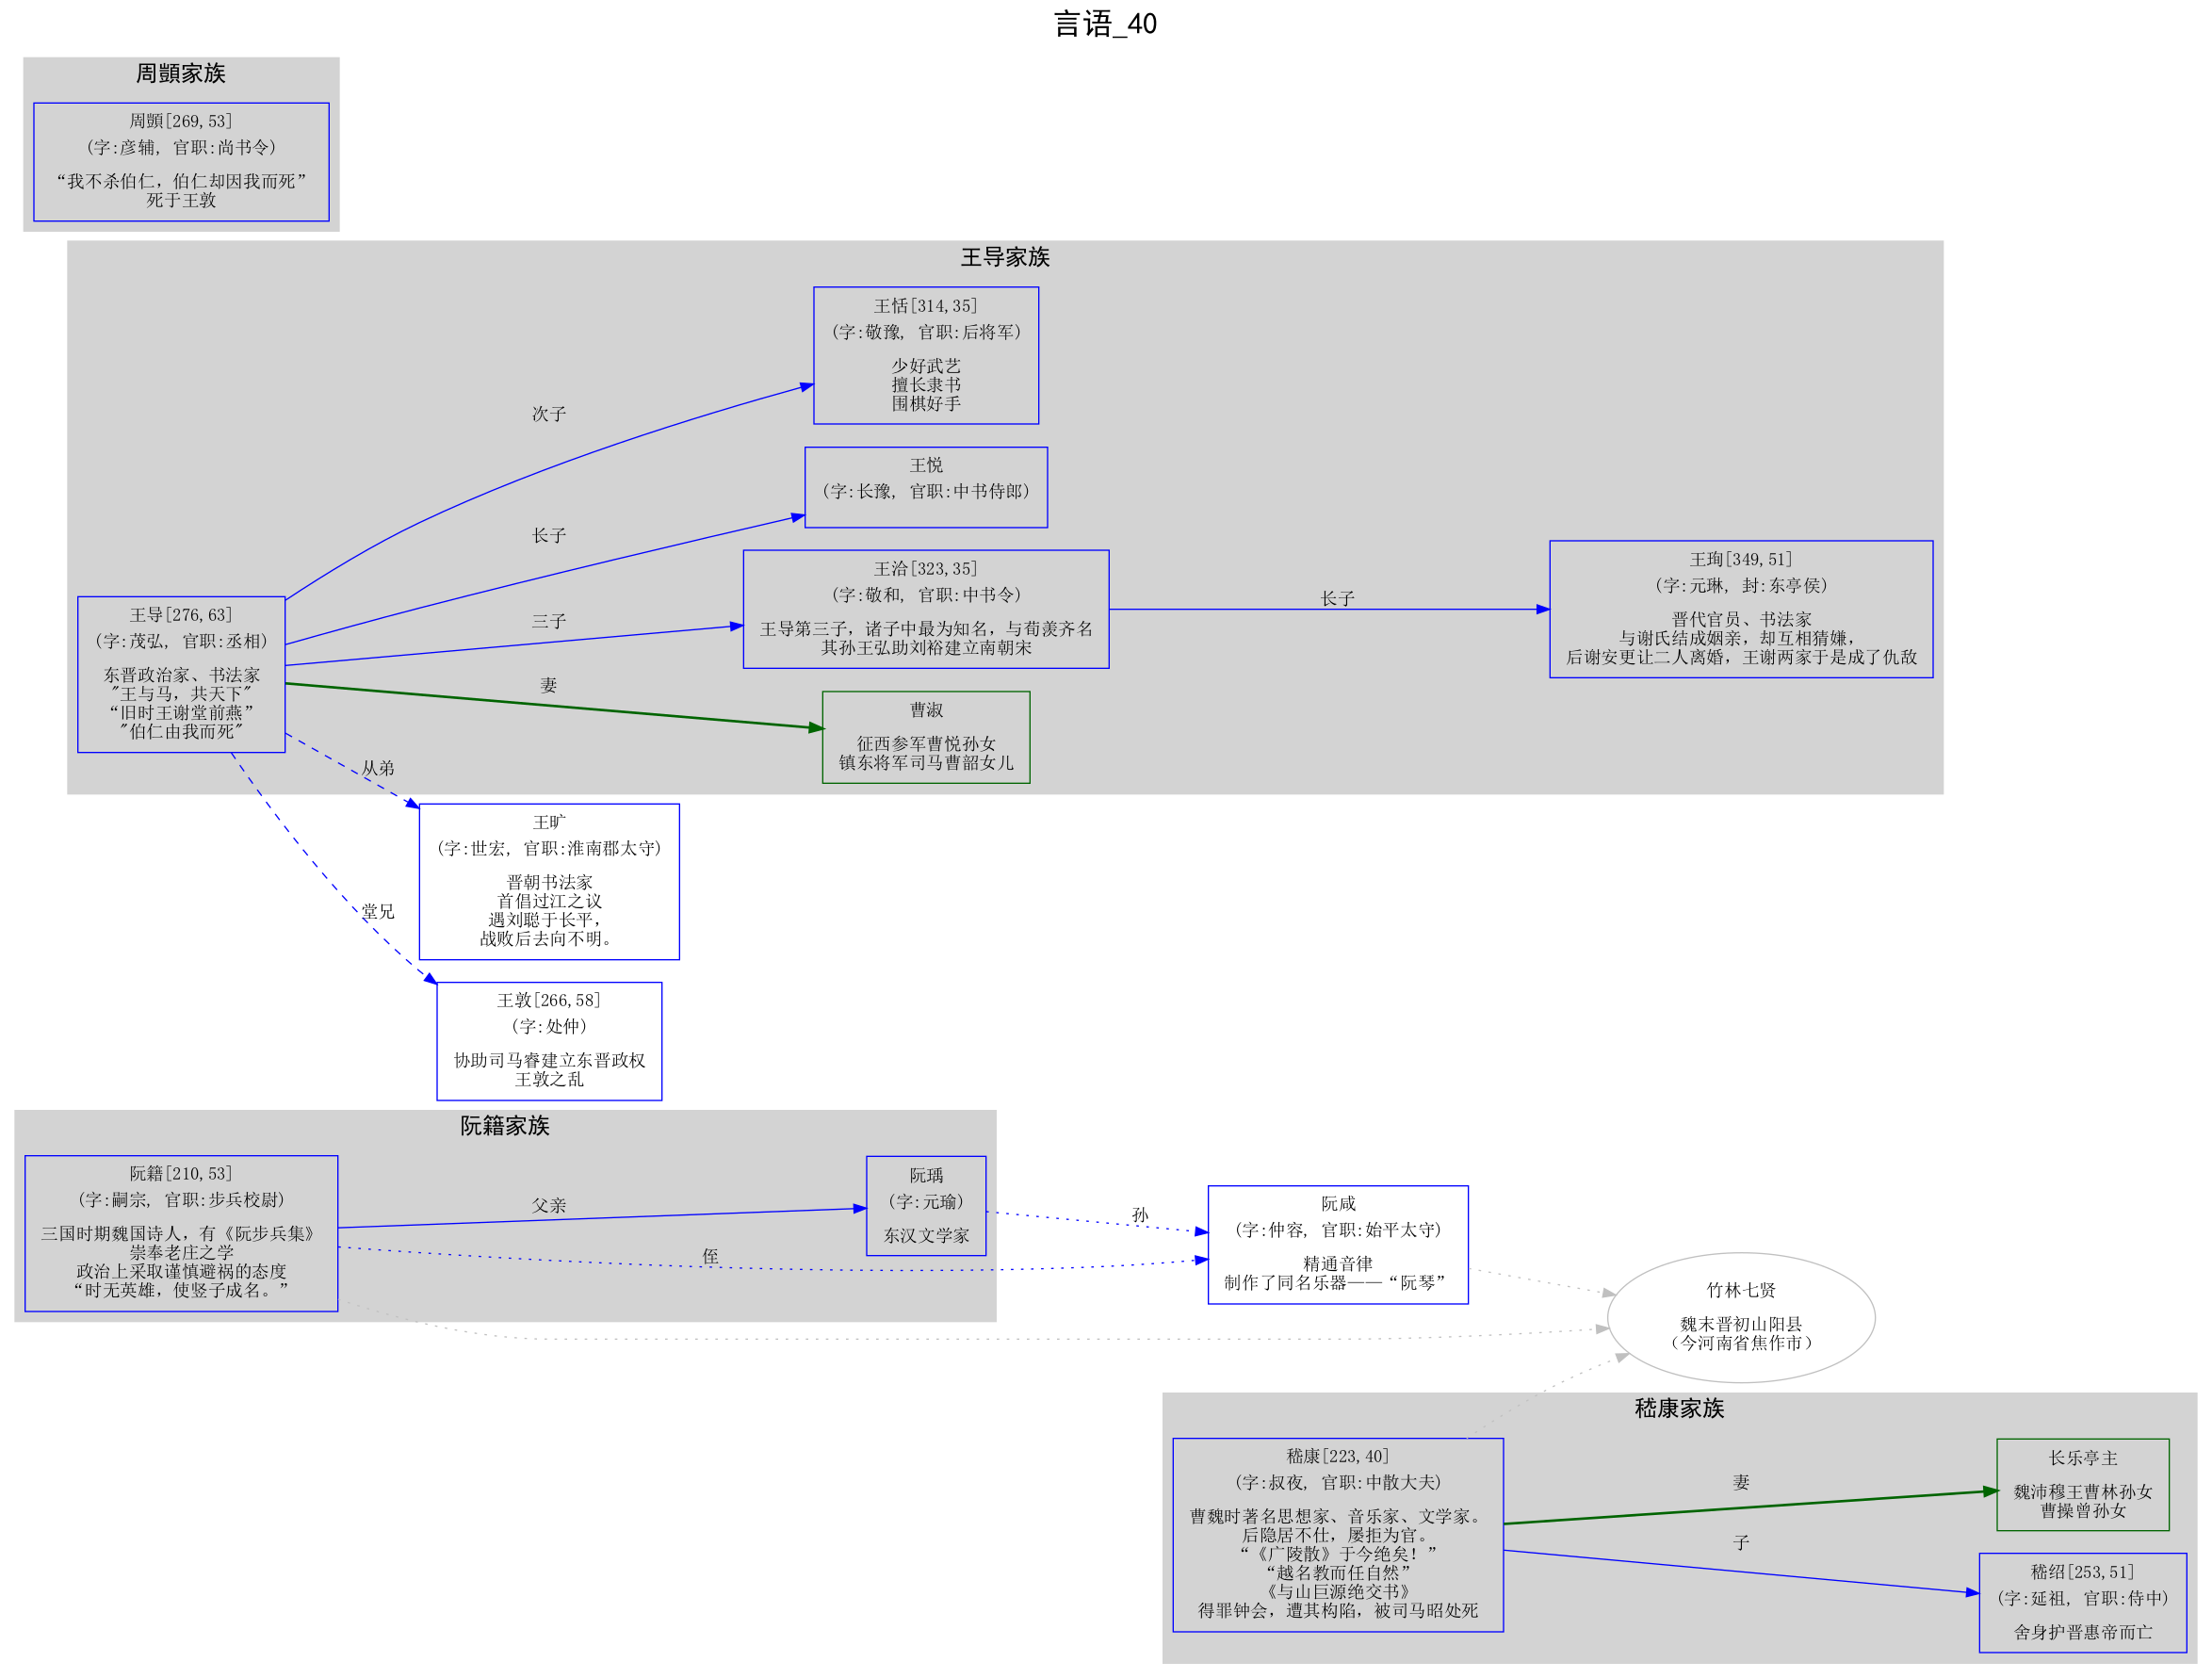 言语_40
周顗家族
周顗[269,53]
(字:彦辅, 官职:尚书令)
“我不杀伯仁，伯仁却因我而死”
死于王敦
王导家族
王恬[314,35]
(字:敬豫, 官职:后将军)
少好武艺
擅长隶书
围棋好手
次子
王悦
(字:长豫, 官职:中书侍郎)
长子
王洽[323,35]
(字:敬和, 官职:中书令)
王导第三子，诸子中最为知名，与荀羡齐名
其孙王弘助刘裕建立南朝宋
三子
长子
王珣[349,51]
(字:元琳, 封:东亭侯)
晋代官员、书法家
与谢氏结成姻亲，却互相猜嫌，
后谢安更让二人离婚，王谢两家于是成了仇敌
王导[276,63]
(字:茂弘, 官职:丞相)
东晋政治家、书法家
"王与马，共天下"
“旧时王谢堂前燕”
"伯仁由我而死"
妻
曹淑
征西参军曹悦孙女
镇东将军司马曹韶女儿
从弟
王旷
(字:世宏, 官职:淮南郡太守)
晋朝书法家
首倡过江之议
遇刘聪于长平，
战败后去向不明。
堂兄
王敦[266,58]
(字:处仲)
协助司马睿建立东晋政权
王敦之乱
阮籍家族
阮籍[210,53]
(字:嗣宗, 官职:步兵校尉)
三国时期魏国诗人，有《阮步兵集》
崇奉老庄之学
政治上采取谨慎避祸的态度
“时无英雄，使竖子成名。”
父亲
侄
阮瑀
(字:元瑜)
东汉文学家
孙
阮咸
(字:仲容, 官职:始平太守)
精通音律
制作了同名乐器——“阮琴”
竹林七贤
魏末晋初山阳县
（今河南省焦作市）
嵇康家族
嵇康[223,40]
(字:叔夜, 官职:中散大夫)
曹魏时著名思想家、音乐家、文学家。
后隐居不仕，屡拒为官。
“《广陵散》于今绝矣！”
“越名教而任自然”
《与山巨源绝交书》
得罪钟会，遭其构陷，被司马昭处死
妻
长乐亭主
魏沛穆王曹林孙女
曹操曾孙女
子
嵇绍[253,51]
(字:延祖, 官职:侍中)
舍身护晋惠帝而亡